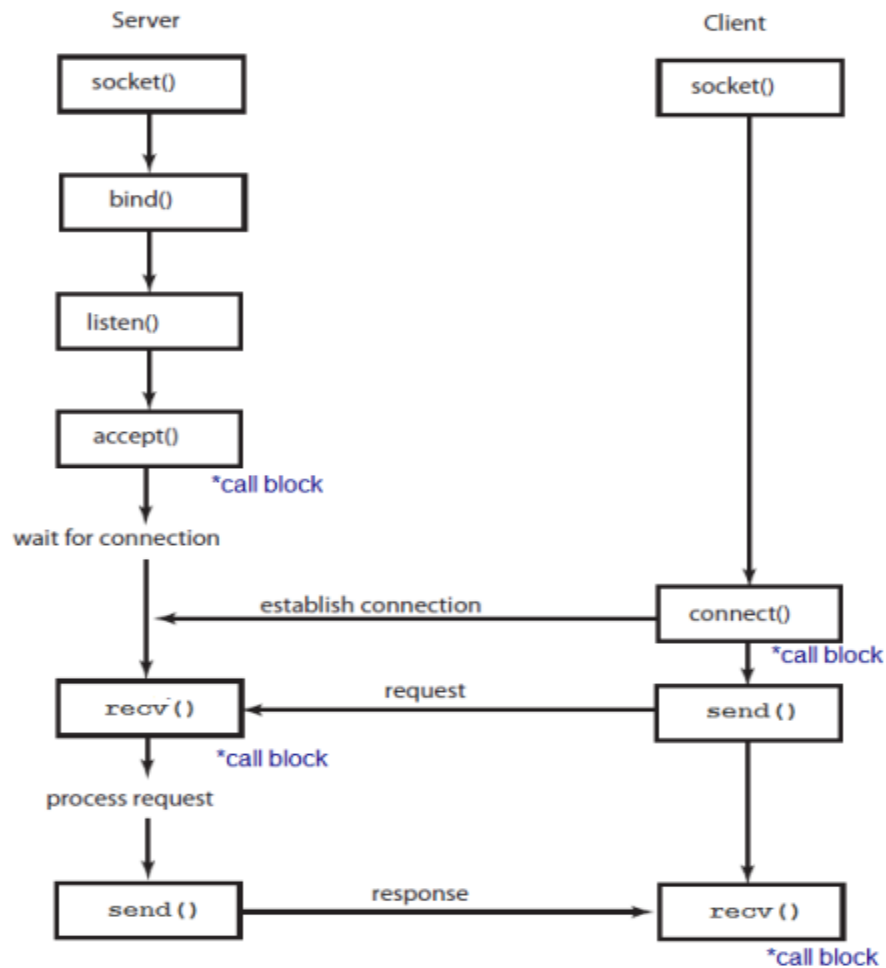 Server
Client
socket()
socket()
bind()
listen()
accept()
*call block
wait for connection
establish connection
connect()
*call block
recv()
request
send()
*call block
process request
send()
response
recv()
*call block